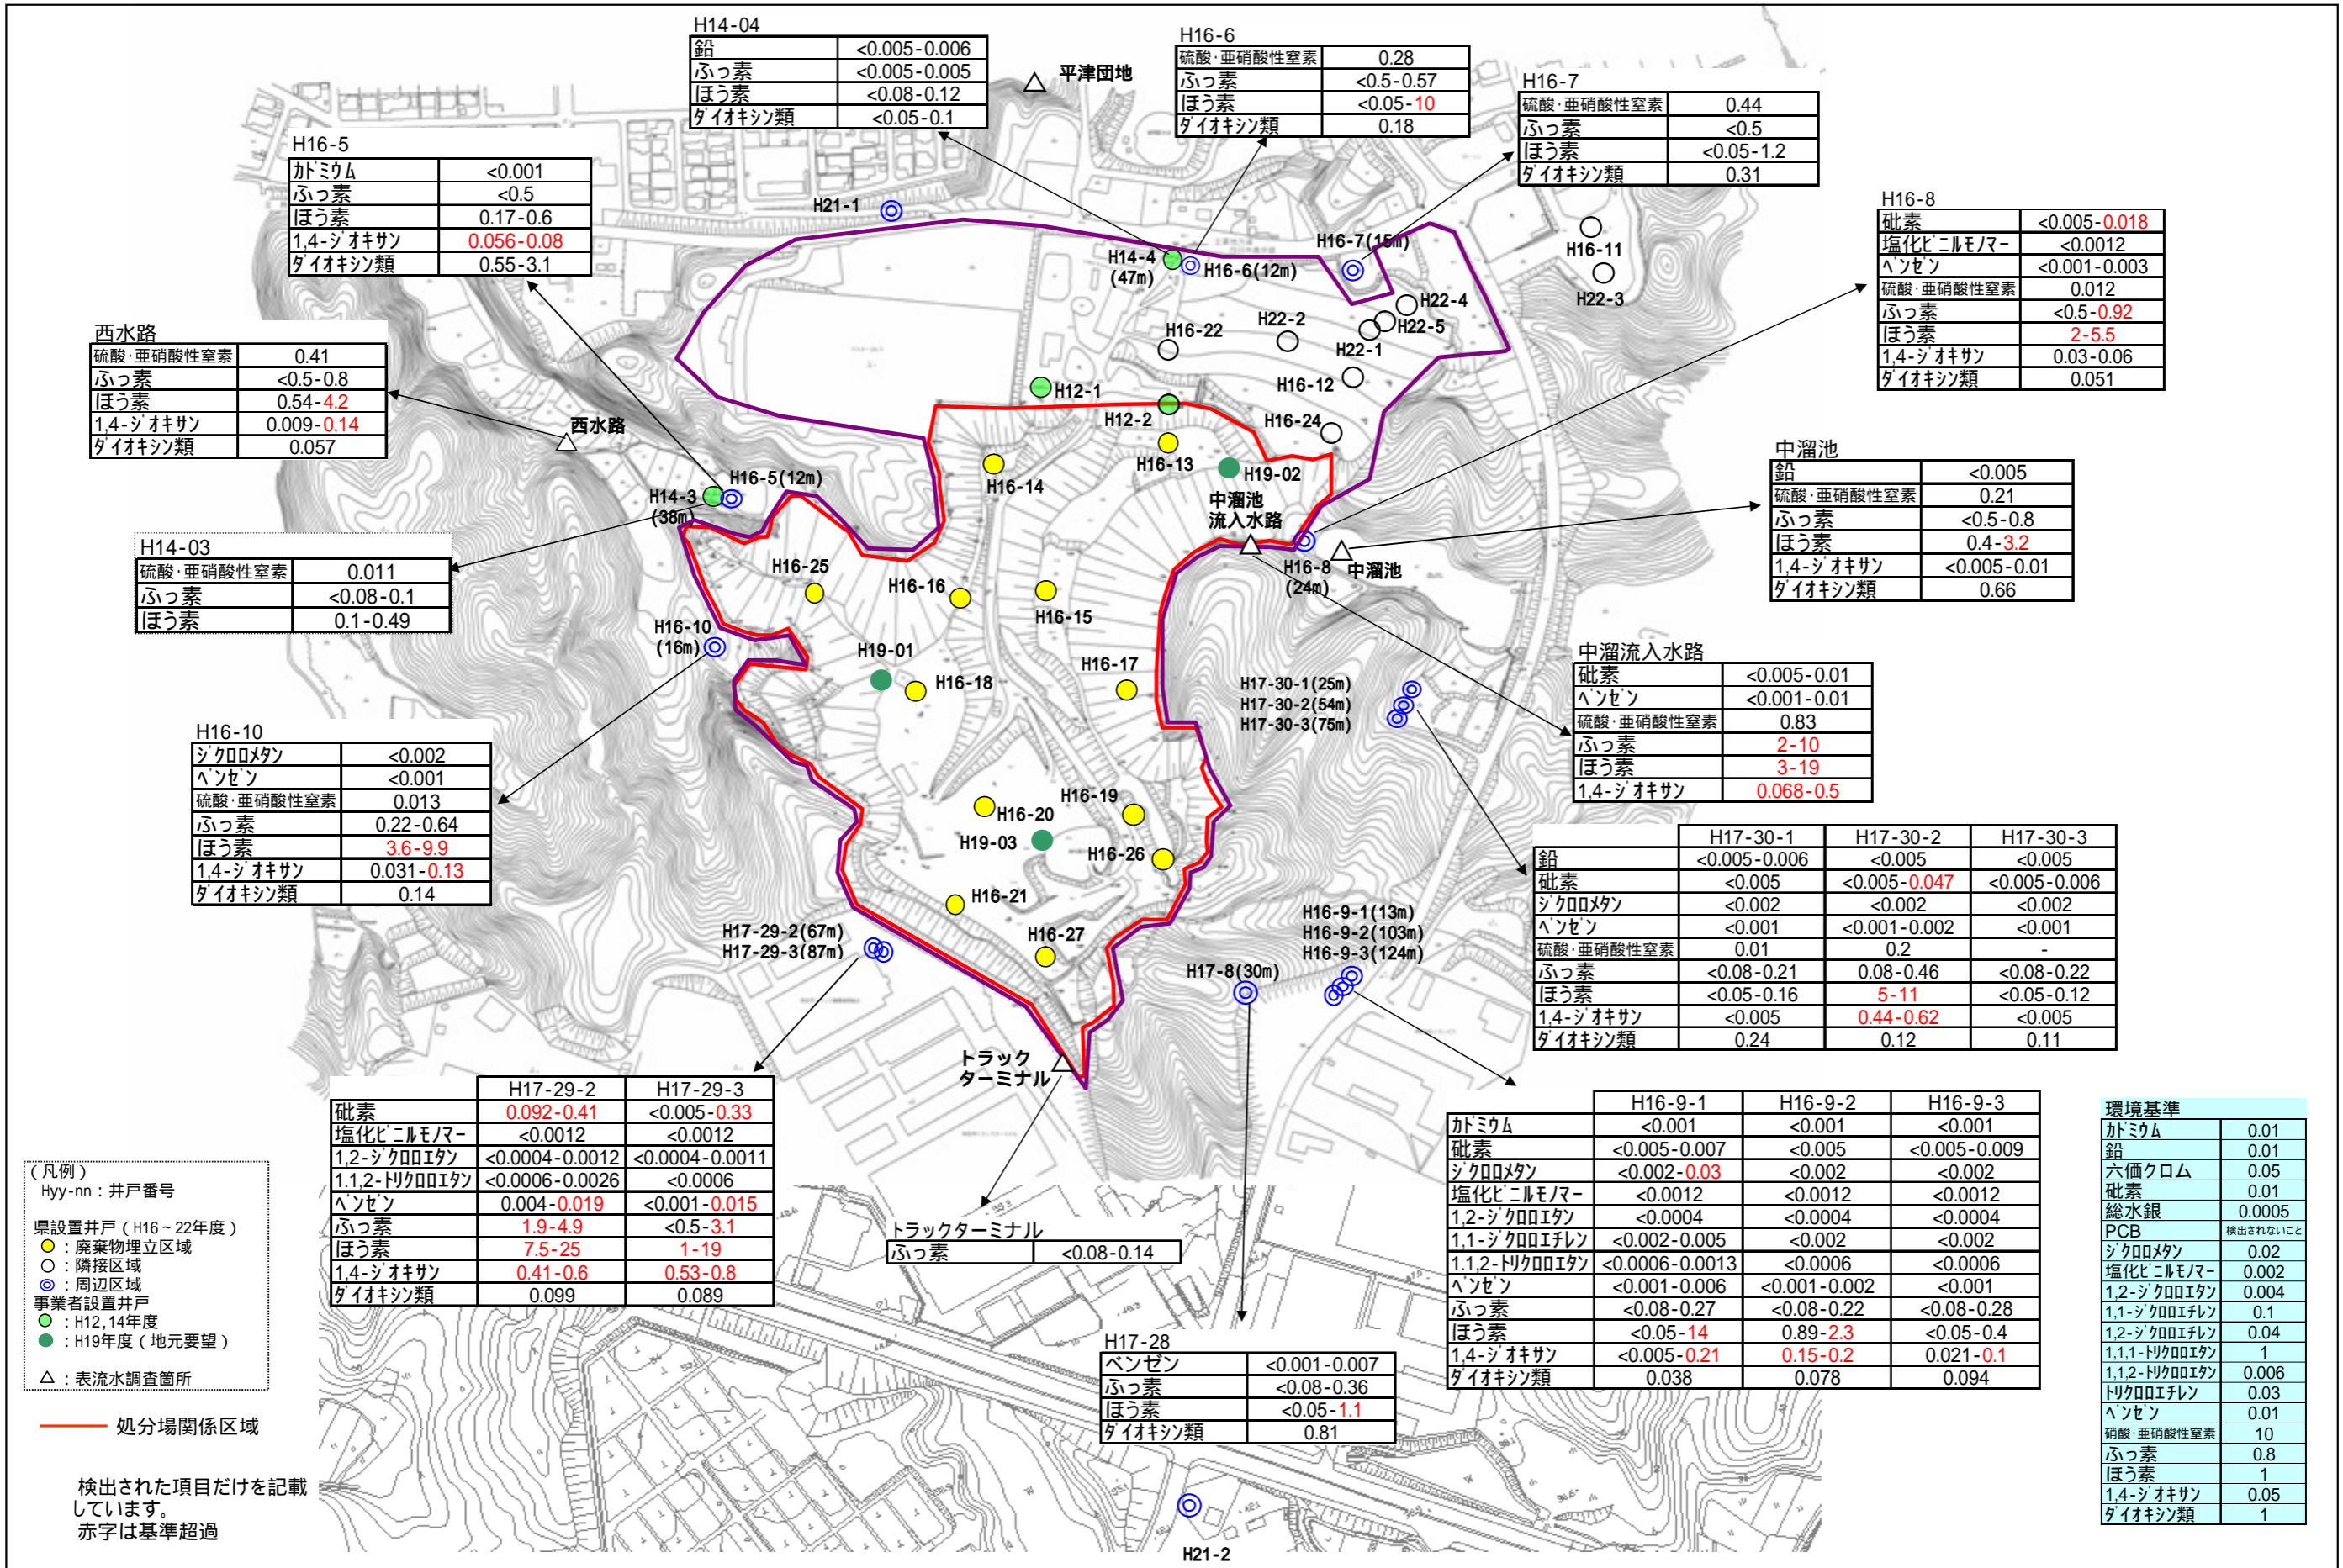 H14-04
鉛 <0.005-0.006
ふっ素 <0.005-0.005
ほう素 <0.08-0.12
ダイオキシン類 <0.05-0.1
平津団地
H16-6
硫酸・亜硝酸性窒素 0.28
ふっ素 <0.5-0.57
ほう素 <0.05-10
ダイオキシン類 0.18
H16-7
硫酸・亜硝酸性窒素 0.44
ふっ素 <0.5
ほう素 <0.05-1.2
ダイオキシン類 0.31
H16-5
カドミウム <0.001
ふっ素 <0.5
ほう素 0.17-0.6
1,4-ジオキサン 0.056-0.08
ダイオキシン類 0.55-3.1
H16-8
砒素 <0.005-0.018
塩化ビニルモノマー <0.0012
ベンゼン <0.001-0.003
硫酸・亜硝酸性窒素 0.012
ふっ素 <0.5-0.92
ほう素 2-5.5
1,4-ジオキサン 0.03-0.06
ダイオキシン類 0.051
西水路
硫酸・亜硝酸性窒素 0.41
ふっ素 <0.5-0.8
ほう素 0.54-4.2
1,4-ジオキサン 0.009-0.14
ダイオキシン類 0.057
H21-1
H14-4
(47m)
H16-6(12m)
H16-7(15m)
H16-11
H22-3
H22-4
H22-5
H22-1
H22-2
H16-22
H16-12
H12-1
H12-2
H16-24
H16-13
H16-14
H19-02
西水路
H16-5(12m)
H14-3
(38m)
中溜池
流入水路
H16-8
(24m)
中溜池
中溜池
鉛 <0.005
硫酸・亜硝酸性窒素 0.21
ふっ素 <0.5-0.8
ほう素 0.4-3.2
1,4-ジオキサン <0.005-0.01
ダイオキシン類 0.66
H14-03
硫酸・亜硝酸性窒素 0.011
ふっ素 <0.08-0.1
ほう素 0.1-0.49
H16-25
H16-16
H16-15
H16-10
(16m)
H19-01
H16-18
H16-17
H17-30-1(25m)
H17-30-2(54m)
H17-30-3(75m)
中溜流入水路
砒素 <0.005-0.01
ベンゼン <0.001-0.01
硫酸・亜硝酸性窒素 0.83
ふっ素 2-10
ほう素 3-19
1,4-ジオキサン 0.068-0.5
H16-10
ジクロロメタン <0.002
ベンゼン <0.001
硫酸・亜硝酸性窒素 0.013
ふっ素 0.22-0.64
ほう素 3.6-9.9
1,4-ジオキサン 0.031-0.13
ダイオキシン類 0.14
H16-20
H16-19
H19-03
H16-26
H16-21
H16-27
H17-29-2(67m)
H17-29-3(87m)
H16-9-1(13m)
H16-9-2(103m)
H16-9-3(124m)
H17-8(30m)
トラック
ターミナル
H17-30-1 H17-30-2 H17-30-3
鉛 <0.005-0.006 <0.005 <0.005
砒素 <0.005 <0.005-0.047 <0.005-0.006
ジクロロメタン <0.002 <0.002 <0.002
ベンゼン <0.001 <0.001-0.002 <0.001
硫酸・亜硝酸性窒素 0.01 0.2 -
ふっ素 <0.08-0.21 0.08-0.46 <0.08-0.22
ほう素 <0.05-0.16 5-11 <0.05-0.12
1,4-ジオキサン <0.005 0.44-0.62 <0.005
ダイオキシン類 0.24 0.12 0.11
H17-29-2 H17-29-3
砒素 0.092-0.41 <0.005-0.33
塩化ビニルモノマー <0.0012 <0.0012
1,2-ジクロロエタン <0.0004-0.0012 <0.0004-0.0011
1.1,2-トリクロロエタン <0.0006-0.0026 <0.0006
ベンゼン 0.004-0.019 <0.001-0.015
ふっ素 1.9-4.9 <0.5-3.1
ほう素 7.5-25 1-19
1,4-ジオキサン 0.41-0.6 0.53-0.8
ダイオキシン類 0.099 0.089
トラックターミナル
ふっ素 <0.08-0.14
H16-9-1 H16-9-2 H16-9-3
カドミウム <0.001 <0.001 <0.001
砒素 <0.005-0.007 <0.005 <0.005-0.009
ジクロロメタン <0.002-0.03 <0.002 <0.002
塩化ビニルモノマー <0.0012 <0.0012 <0.0012
1,2-ジクロロエタン <0.0004 <0.0004 <0.0004
1,1-ジクロロエチレン <0.002-0.005 <0.002 <0.002
1.1,2-トリクロロエタン <0.0006-0.0013 <0.0006 <0.0006
ベンゼン <0.001-0.006 <0.001-0.002 <0.001
ふっ素 <0.08-0.27 <0.08-0.22 <0.08-0.28
ほう素 <0.05-14 0.89-2.3 <0.05-0.4
1,4-ジオキサン <0.005-0.21 0.15-0.2 0.021-0.1
ダイオキシン類 0.038 0.078 0.094
H17-28
ベンゼン <0.001-0.007
ふっ素 <0.08-0.36
ほう素 <0.05-1.1
ダイオキシン類 0.81
H21-2
環境基準
カドミウム 0.01
鉛 0.01
六価クロム 0.05
砒素 0.01
総水銀 0.0005
PCB 検出されないこと
ジクロロメタン 0.02
塩化ビニルモノマー 0.002
1,2-ジクロロエタン 0.004
1,1-ジクロロエチレン 0.1
1,2-ジクロロエチレン 0.04
1,1,1-トリクロロエタン 1
1,1,2-トリクロロエタン 0.006
トリクロロエチレン 0.03
ベンゼン 0.01
硝酸・亜硝酸性窒素 10
ふっ素 0.8
ほう素 1
1,4-ジオキサン 0.05
ダイオキシン類 1
(凡例)
Hyy-nn:井戸番号
県設置井戸(H16~22年度)
:廃棄物埋立区域
:隣接区域
:周辺区域
事業者設置井戸
:H12,14年度
:H19年度(地元要望)
△:表流水調査箇所
処分場関係区域
検出された項目だけを記載
しています。
赤字は基準超過